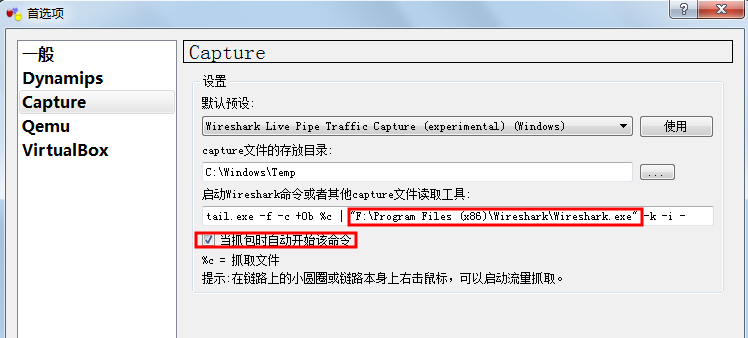 首选项
一般
Dynamips
Capture
Qemu
VirtualBox
Capture
设置
默认预设:
Wireshark Live Pipe Traffic Capture (experimental) (Windows)
使用
capture文件的存放目录:
C:\Windows\Temp
...
启动Wireshark命令或者其他capture文件读取工具:
tail.exe -f -c +0b %c | "F:\Program Files (x86)\Wireshark\Wireshark.exe" -k -i -
当抓包时自动开始该命令
%c = 抓取文件
提示:在链路上的小圆圈或链路本身上右击鼠标，可以启动流量抓取。